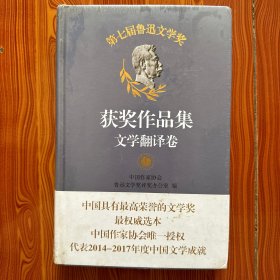 第七届鲁迅文学奖
获奖作品集
文学翻译卷
中国作家协会
鲁迅文学奖评奖办公室 编
中国具有最高荣誉的文学奖
最权威选本
中国作家协会唯一授权
代表2014-2017年度中国文学成就